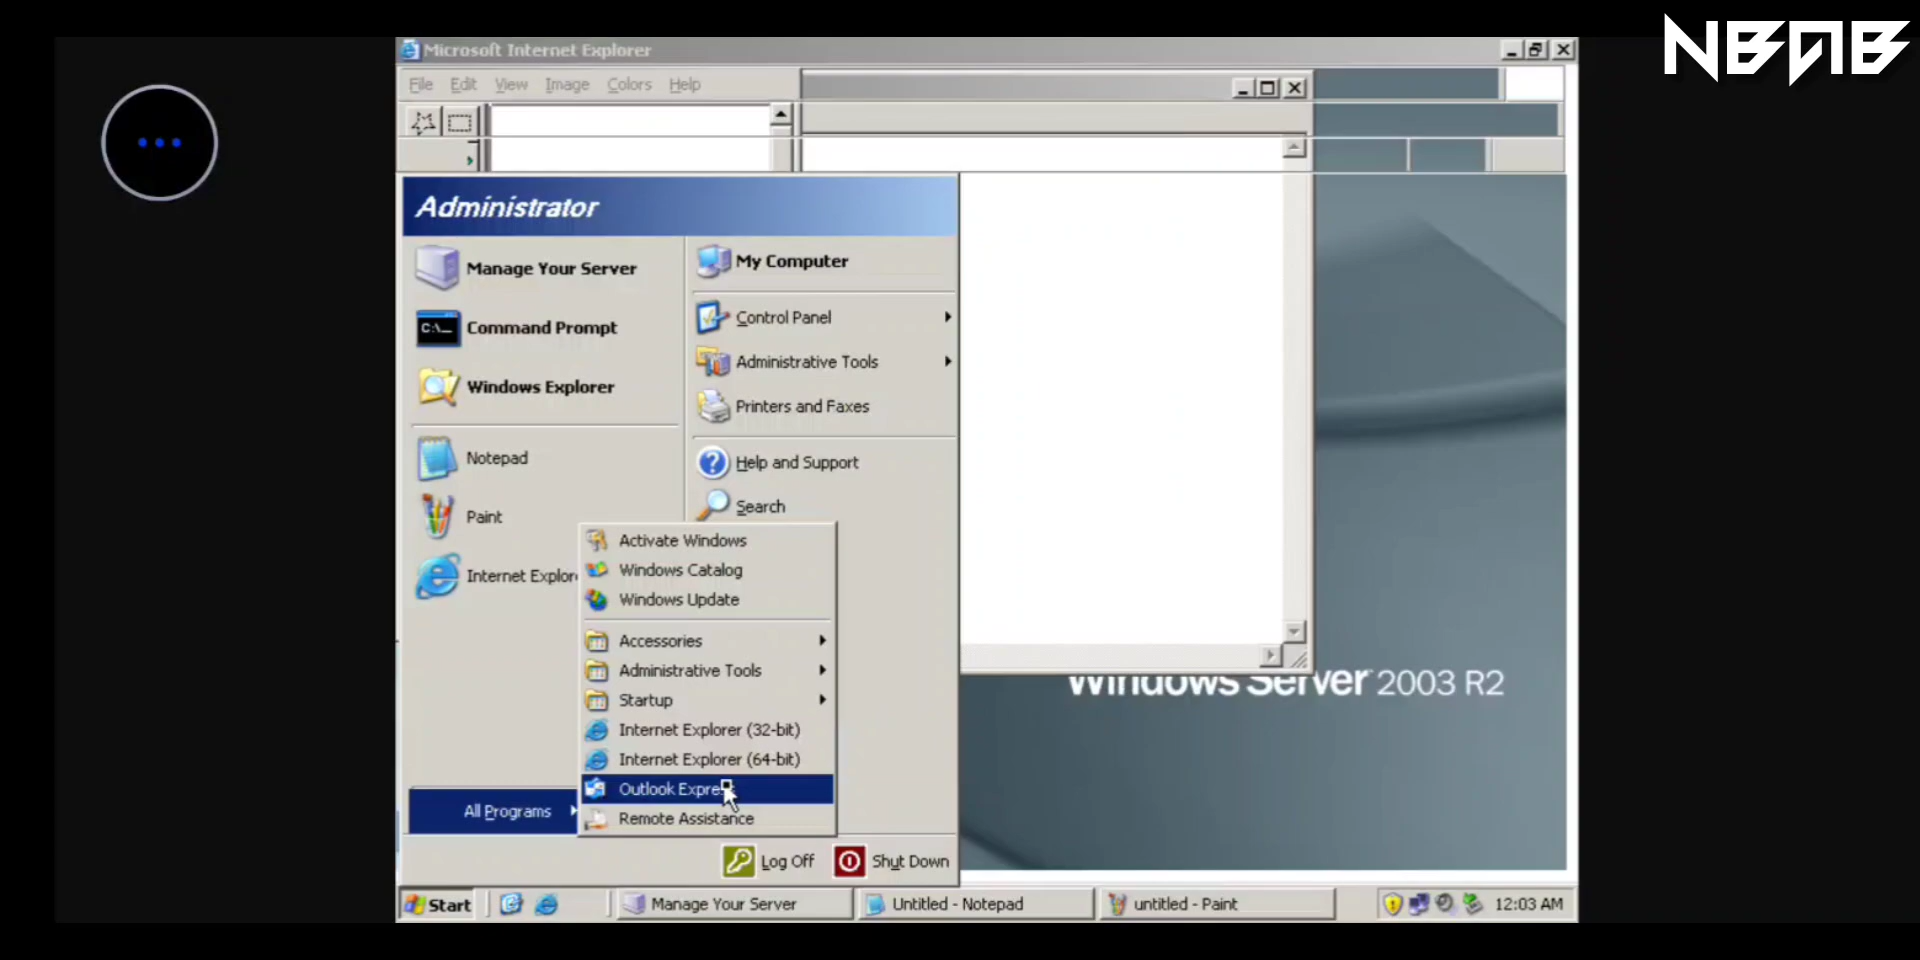 NBAB
Microsoft Internet Explorer
File Edit View Image Colors Help
Administrator
Manage Your Server
Command Prompt
Windows Explorer
Notepad
Paint
Internet Explor
My Computer
Control Panel
Administrative Tools
Printers and Faxes
Help and Support
Search
Activate Windows
Windows Catalog
Windows Update
Accessories
Administrative Tools
Startup
Internet Explorer (32-bit)
Internet Explorer (64-bit)
Outlook Express
Remote Assistance
All Programs
Log Off Shut Down
Windows Server 2003 R2
Start Manage Your Server Untitled - Notepad untitled - Paint 12:03 AM